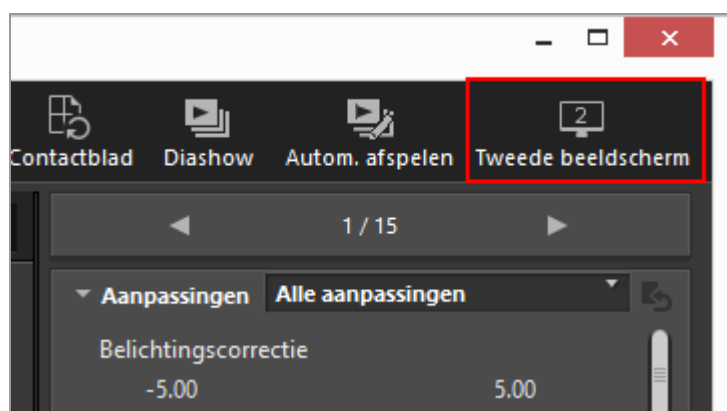 2
Contactblad Diashow Autom. afspelen Tweede beeldscherm
1 / 15
Aanpassingen Alle aanpassingen
Belichtingscorrectie
-5.00 5.00